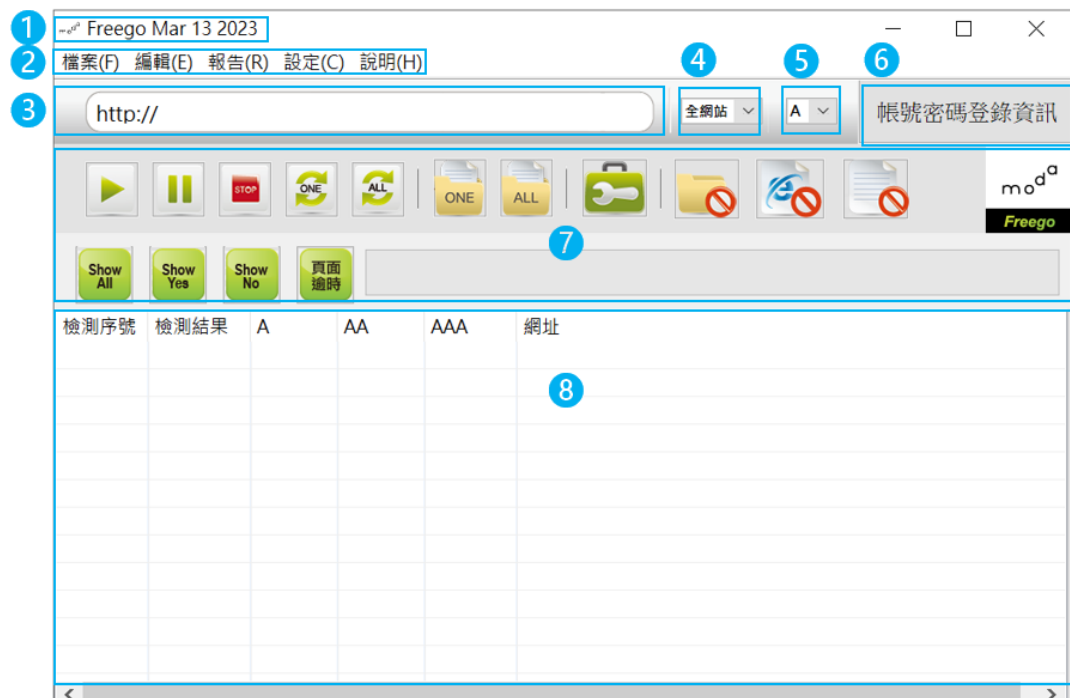 1 moda Freego Mar 13 2023
2 檔案(F) 編輯(E) 報告(R) 設定(C) 說明(H)
4 5 6
3 http:// 全網站 A 帳號密碼登錄資訊
STOP ONE ALL ONE ALL moda
Freego
7
Show All Show Yes Show No 頁面逾時
檢測序號 檢測結果 A AA AAA 網址
8